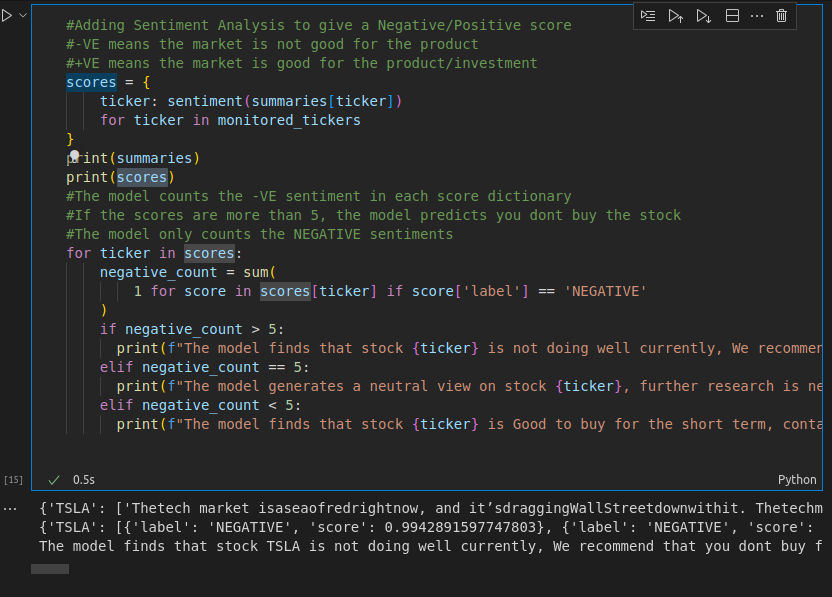 #Adding Sentiment Analysis to give a Negative/Positive score
#-VE means the market is not good for the product
#+VE means the market is good for the product/investment
scores = {
ticker: sentiment(summaries[ticker])
for ticker in monitored_tickers
}
print(summaries)
print(scores)
#The model counts the -VE sentiment in each score dictionary
#If the scores are more than 5, the model predicts you dont buy the stock
#The model only counts the NEGATIVE sentiments
for ticker in scores:
negative_count = sum(
1 for score in scores[ticker] if score['label'] == 'NEGATIVE'
)
if negative_count > 5:
print(f"The model finds that stock {ticker} is not doing well currently, We recommen
elif negative_count == 5:
print(f"The model generates a neutral view on stock {ticker}, further research is ne
elif negative_count < 5:
print(f"The model finds that stock {ticker} is Good to buy for the short term, conta
[15]
0.5s
Python
{'TSLA': ['Thetech market isaseaofredrightnow, and it’sdraggingWallStreetdownwithit. Thetechm
{'TSLA': [{'label': 'NEGATIVE', 'score': 0.9942891597747803}, {'label': 'NEGATIVE', 'score':
The model finds that stock TSLA is not doing well currently, We recommend that you dont buy f